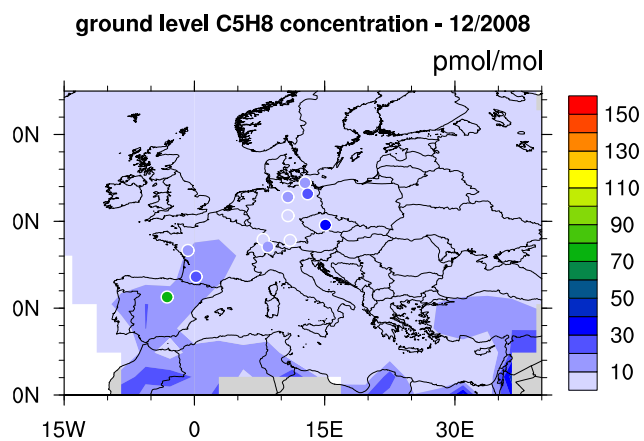 ground level C5H8 concentration - 12/2008
pmol/mol
0N
0N
0N
0N
15W 0 15E 30E
150
130
110
90
70
50
30
10